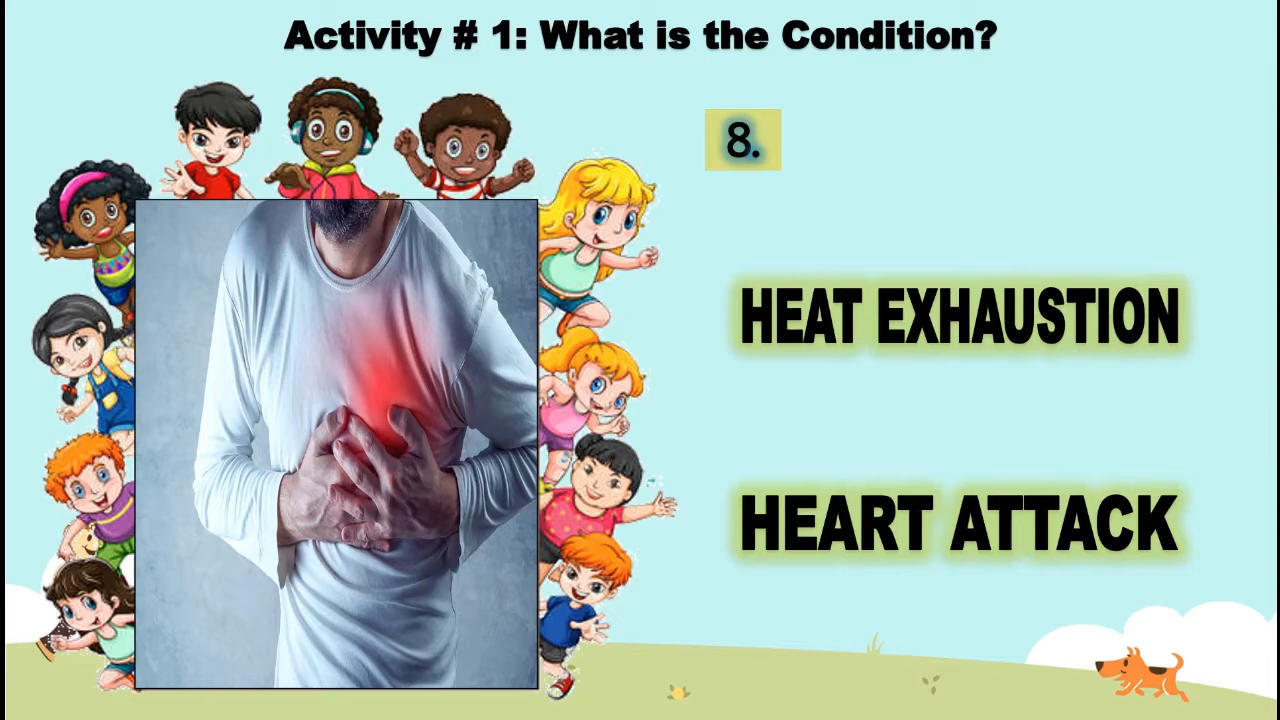 Activity # 1: What is the Condition?
8.
HEAT EXHAUSTION
HEART ATTACK